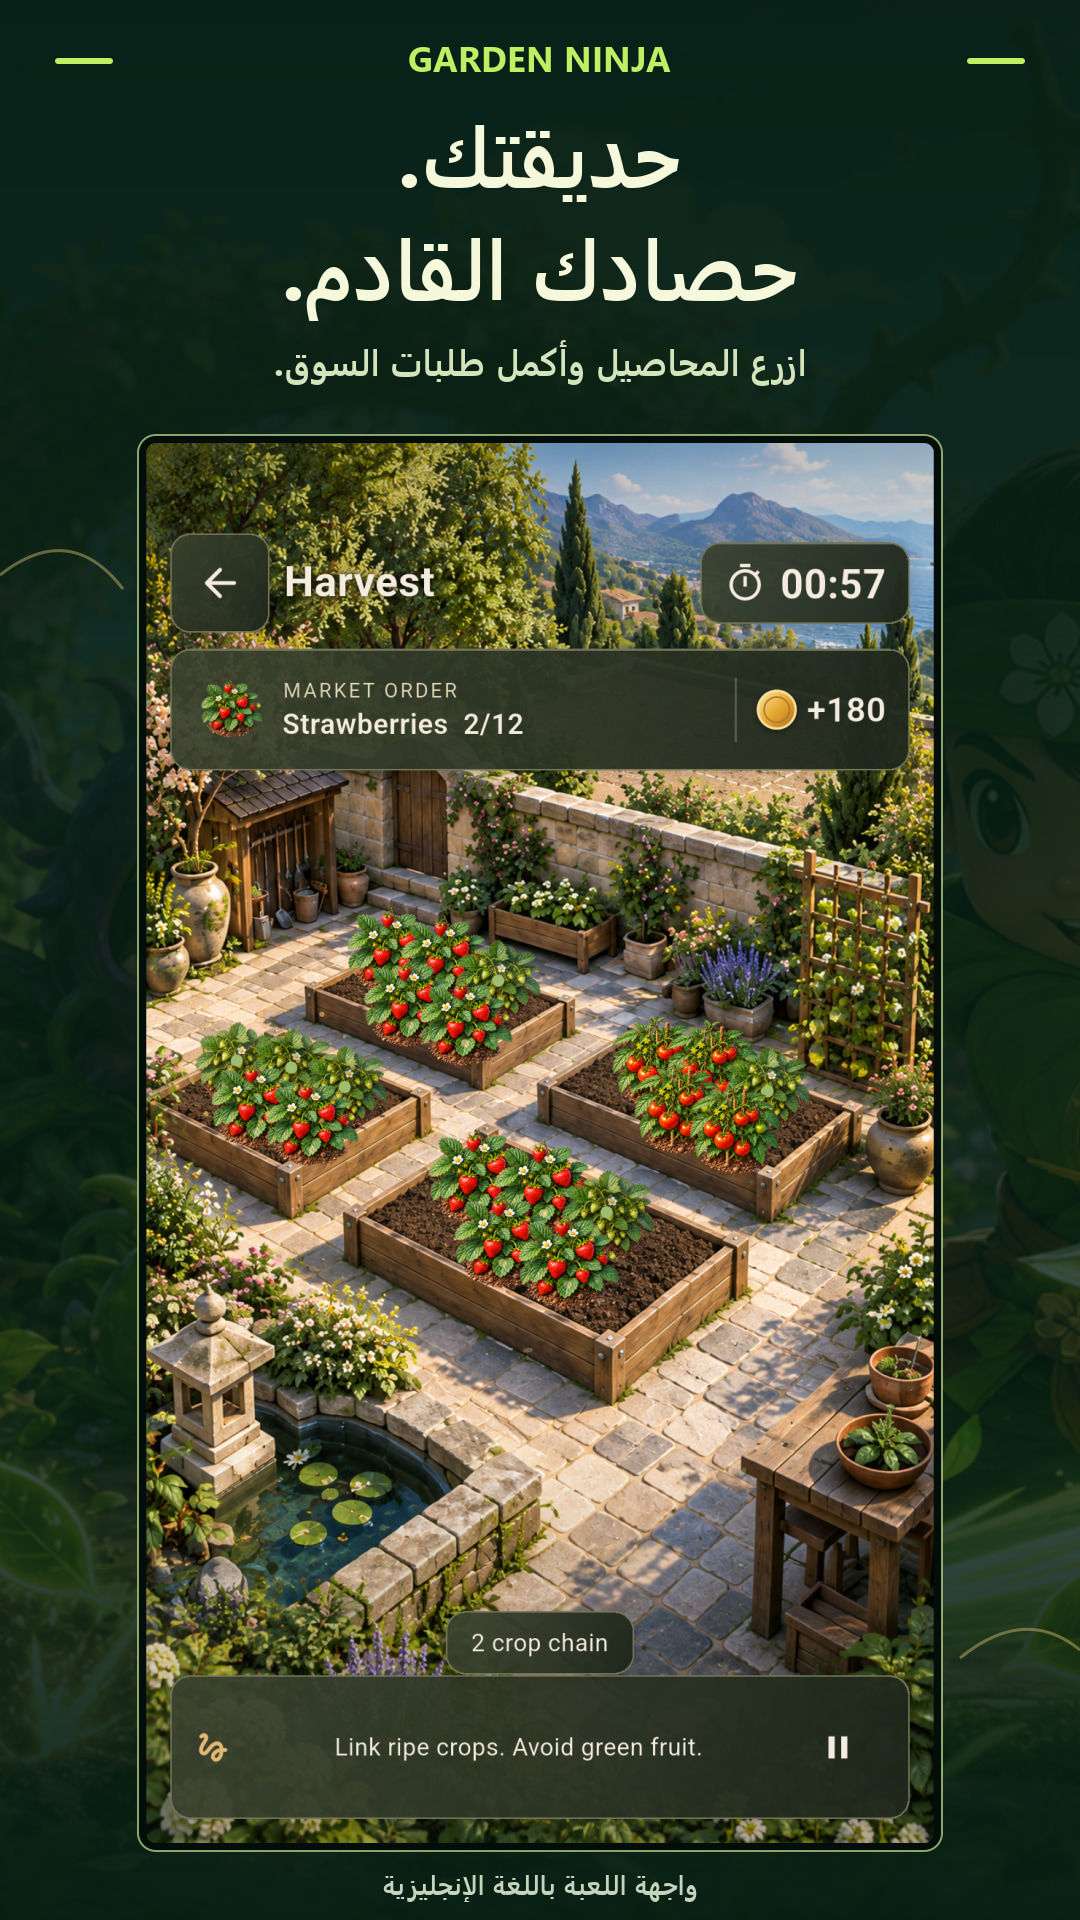 GARDEN NINJA
حديقتك.
حصادك القادم.
ازرع المحاصيل وأكمل طلبات السوق.
Harvest
00:57
MARKET ORDER
Strawberries 2/12
+180
2 crop chain
Link ripe crops. Avoid green fruit.
واجهة اللعبة باللغة الإنجليزية